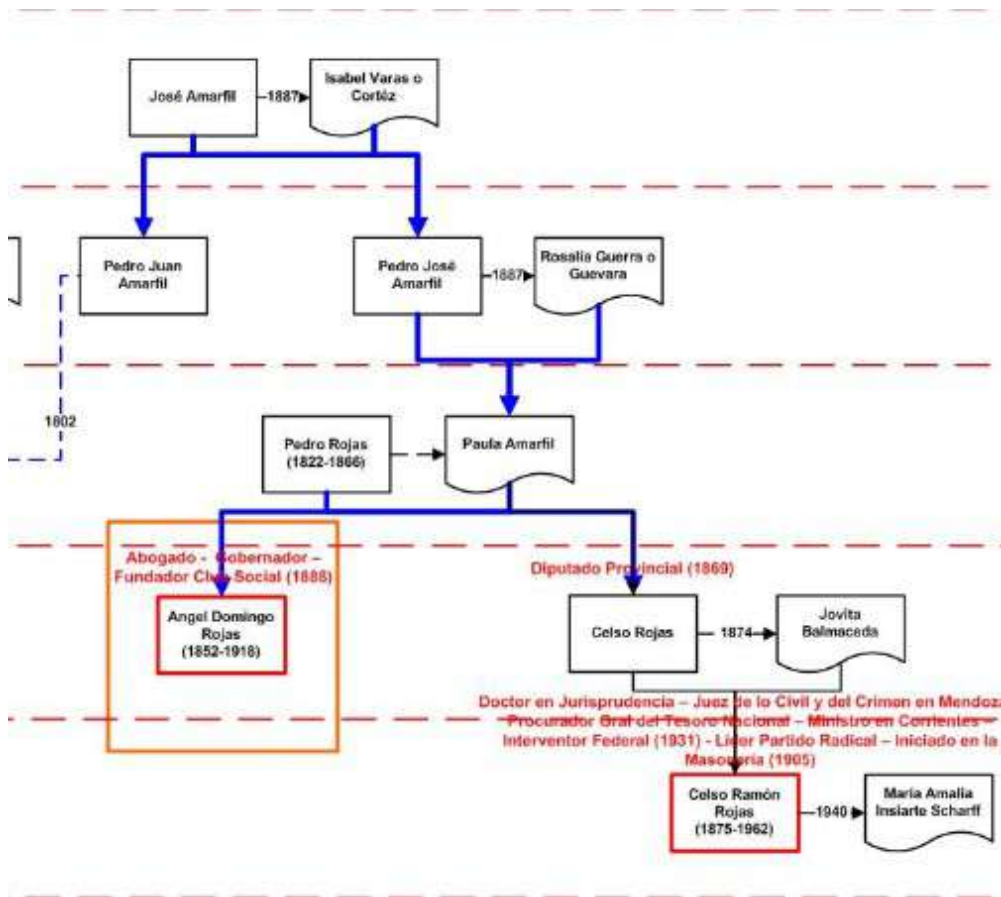 José Amarfil
1887
Isabel Varas o
Cortéz
Pedro Juan
Amarfil
Pedro José
Amarfil
1887
Rosalía Guerra o
Guevara
1802
Pedro Rojas
(1822-1866)
Paula Amarfil
Abogado - Gobernador –
Fundador Club Social (1888)
Angel Domingo
Rojas
(1852-1918)
Diputado Provincial (1869)
Celso Rojas
1874
Jovita
Balmaceda
Doctor en Jurisprudencia – Juez de lo Civil y del Crimen en Mendoza
Procurador Gral del Tesoro Nacional – Ministro en Corrientes –
Interventor Federal (1931) - Líder Partido Radical – Iniciado en la
Masonería (1905)
Celso Ramón
Rojas
(1875-1962)
1940
María Amalia
Insiarte Scharff